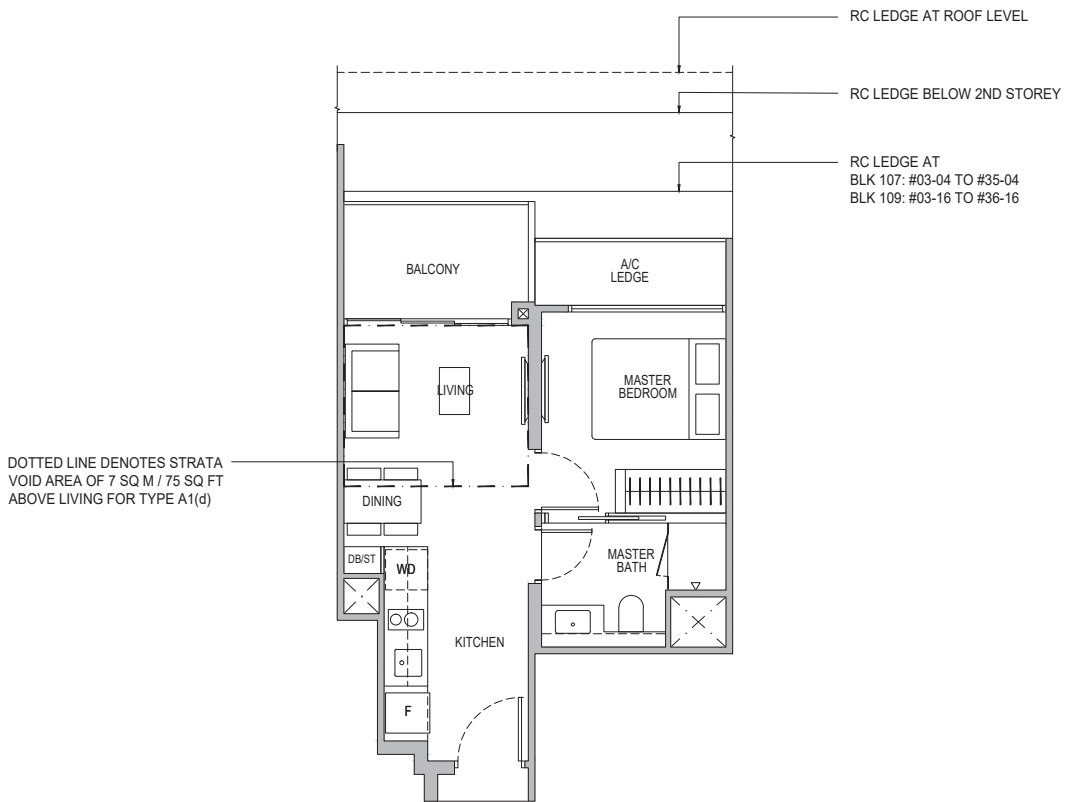 RC LEDGE AT ROOF LEVEL
RC LEDGE BELOW 2ND STOREY
RC LEDGE AT
BLK 107: #03-04 TO #35-04
BLK 109: #03-16 TO #36-16
BALCONY
A/C
LEDGE
LIVING
MASTER
BEDROOM
DOTTED LINE DENOTES STRATA
VOID AREA OF 7 SQ M / 75 SQ FT
ABOVE LIVING FOR TYPE A1(d)
DINING
DB/ST
WD
MASTER
BATH
KITCHEN
F